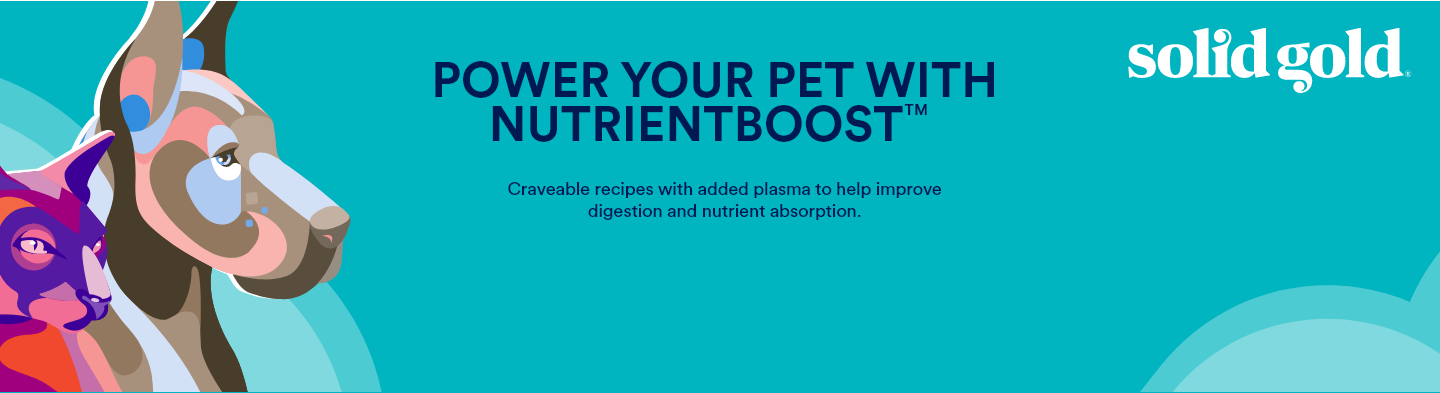 solid gold®
POWER YOUR PET WITH
NUTRIENTBOOST™
Craveable recipes with added plasma to help improve
digestion and nutrient absorption.